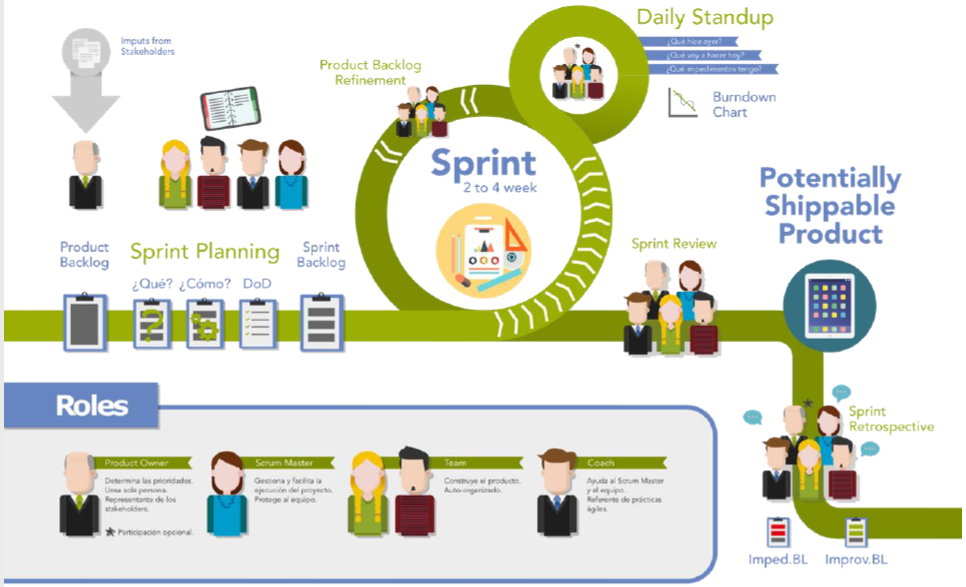 Imputs from
Stakeholders
Product Backlog
Refinement
Daily Standup
¿Qué hice ayer?
¿Qué voy a hacer hoy?
¿Qué impedimentos tengo?
Burndown
Chart
Sprint
2 to 4 week
Potentially
Shippable
Product
Product
Backlog
Sprint Planning
¿Qué? ¿Cómo? DoD
Sprint
Backlog
Sprint Review
Sprint
Retrospective
Imped.BL
Improv.BL
Roles
Product Owner
Determina las prioridades.
Una sola persona.
Representante de los
stakeholders.
* Participación opcional.
Scrum Master
Gestiona y facilita la
ejecución del proyecto.
Protege al equipo.
Team
Construye el producto.
Auto-organizado.
Coach
Ayuda al Scrum Master
y el equipo.
Referente de prácticas
ágiles.